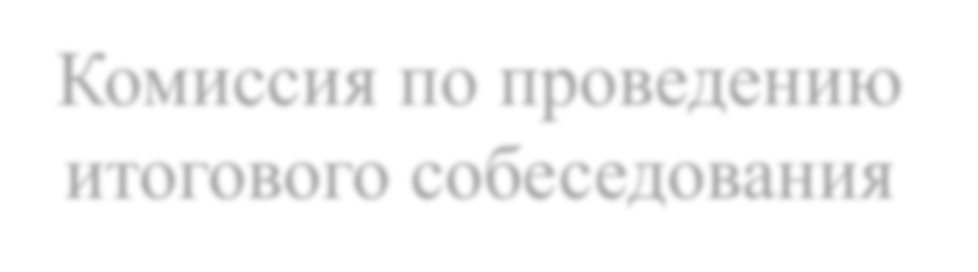 Комиссия по проведению
итогового собеседования